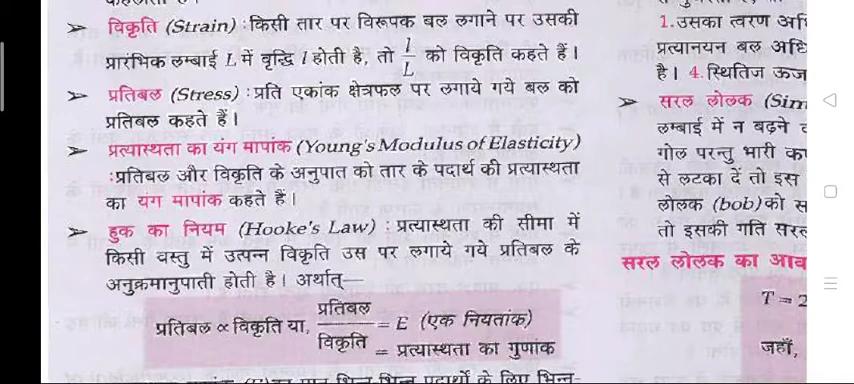 ➤ विकृति (Strain) : किसी तार पर विरूपक बल लगाने पर उसकी
प्रारंभिक लम्बाई L में वृद्धि l होती है, तो l/L को विकृति कहते हैं।
➤ प्रतिबल (Stress) : प्रति एकांक क्षेत्रफल पर लगाये गये बल को
प्रतिबल कहते हैं।
➤ प्रत्यास्थता का यंग मापांक (Young's Modulus of Elasticity)
:प्रतिबल और विकृति के अनुपात को तार के पदार्थ की प्रत्यास्थता
का यंग मापांक कहते हैं।
➤ हुक का नियम (Hooke's Law) : प्रत्यास्थता की सीमा में
किसी वस्तु में उत्पन्न विकृति उस पर लगाये गये प्रतिबल के
अनुक्रमानुपाती होती है। अर्थात्—
प्रतिबल ∝ विकृति या, प्रतिबल/विकृति = E (एक नियतांक)
= प्रत्यास्थता का गुणांक
1. उसका त्वरण
प्रत्यानयन बल
है। 4. स्थितिज
➤ सरल लोलक
लम्बाई में न बढ़ने
गोल परन्तु भारी
से लटका दें तो इस
लोलक (bob) को
तो इसकी गति सरल
सरल लोलक का
T = 2
जहाँ,